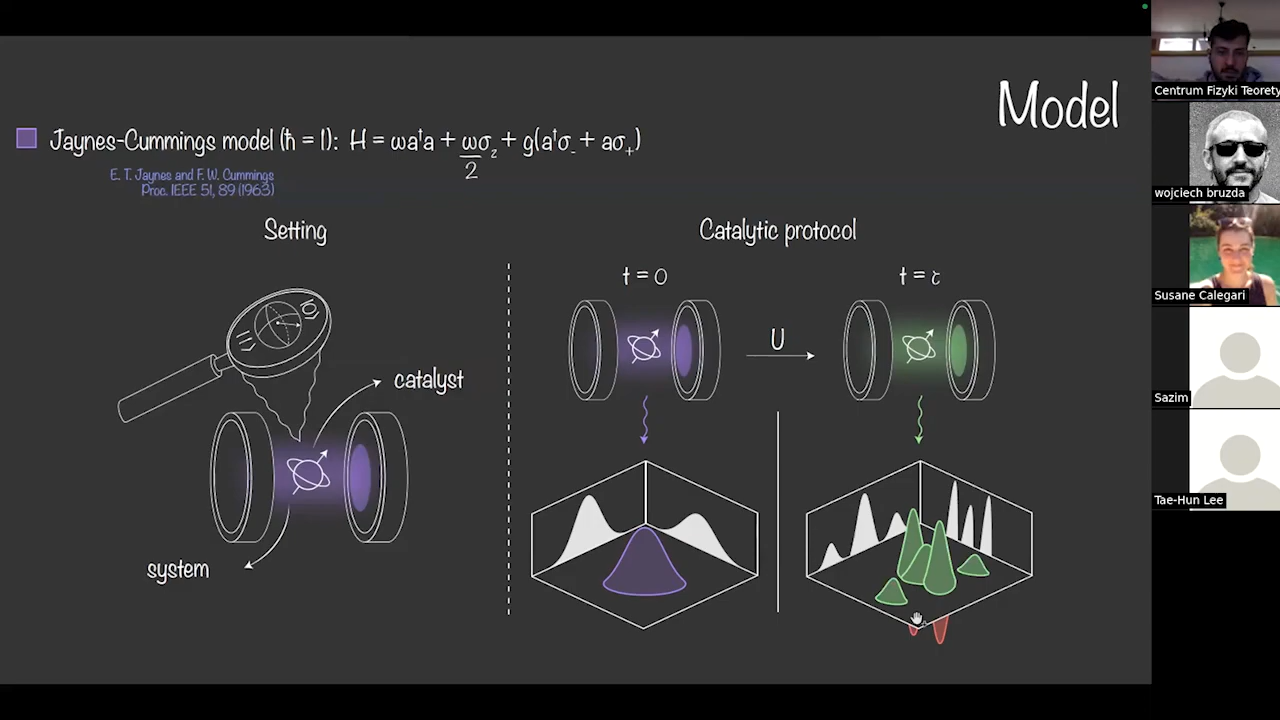 Model
Jaynes-Cummings model (ħ = 1): H = ωa†a + ω/2 σz + g(a†σ- + aσ+)
E. T. Jaynes and F. W. Cummings
Proc. IEEE 51, 89 (1963)
Setting
catalyst
system
Catalytic protocol
t = 0
t = τ
U
Centrum Fizyki Teorety
wojciech bruzda
Susane Calegari
Sazim
Tae-Hun Lee